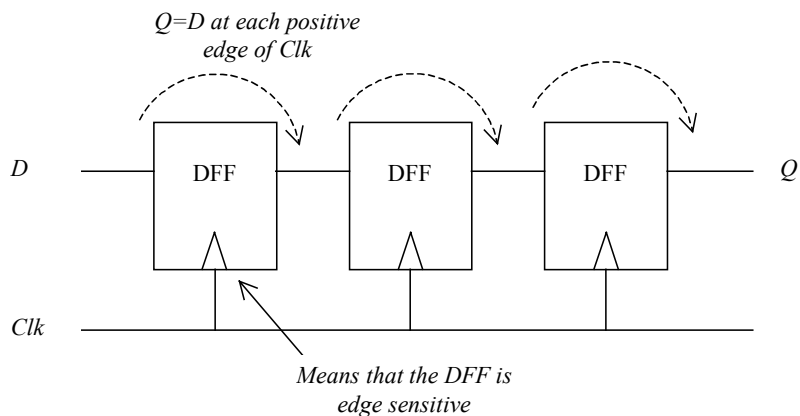 Q=D at each positive
edge of Clk
D
DFF
DFF
DFF
Q
Clk
Means that the DFF is
edge sensitive